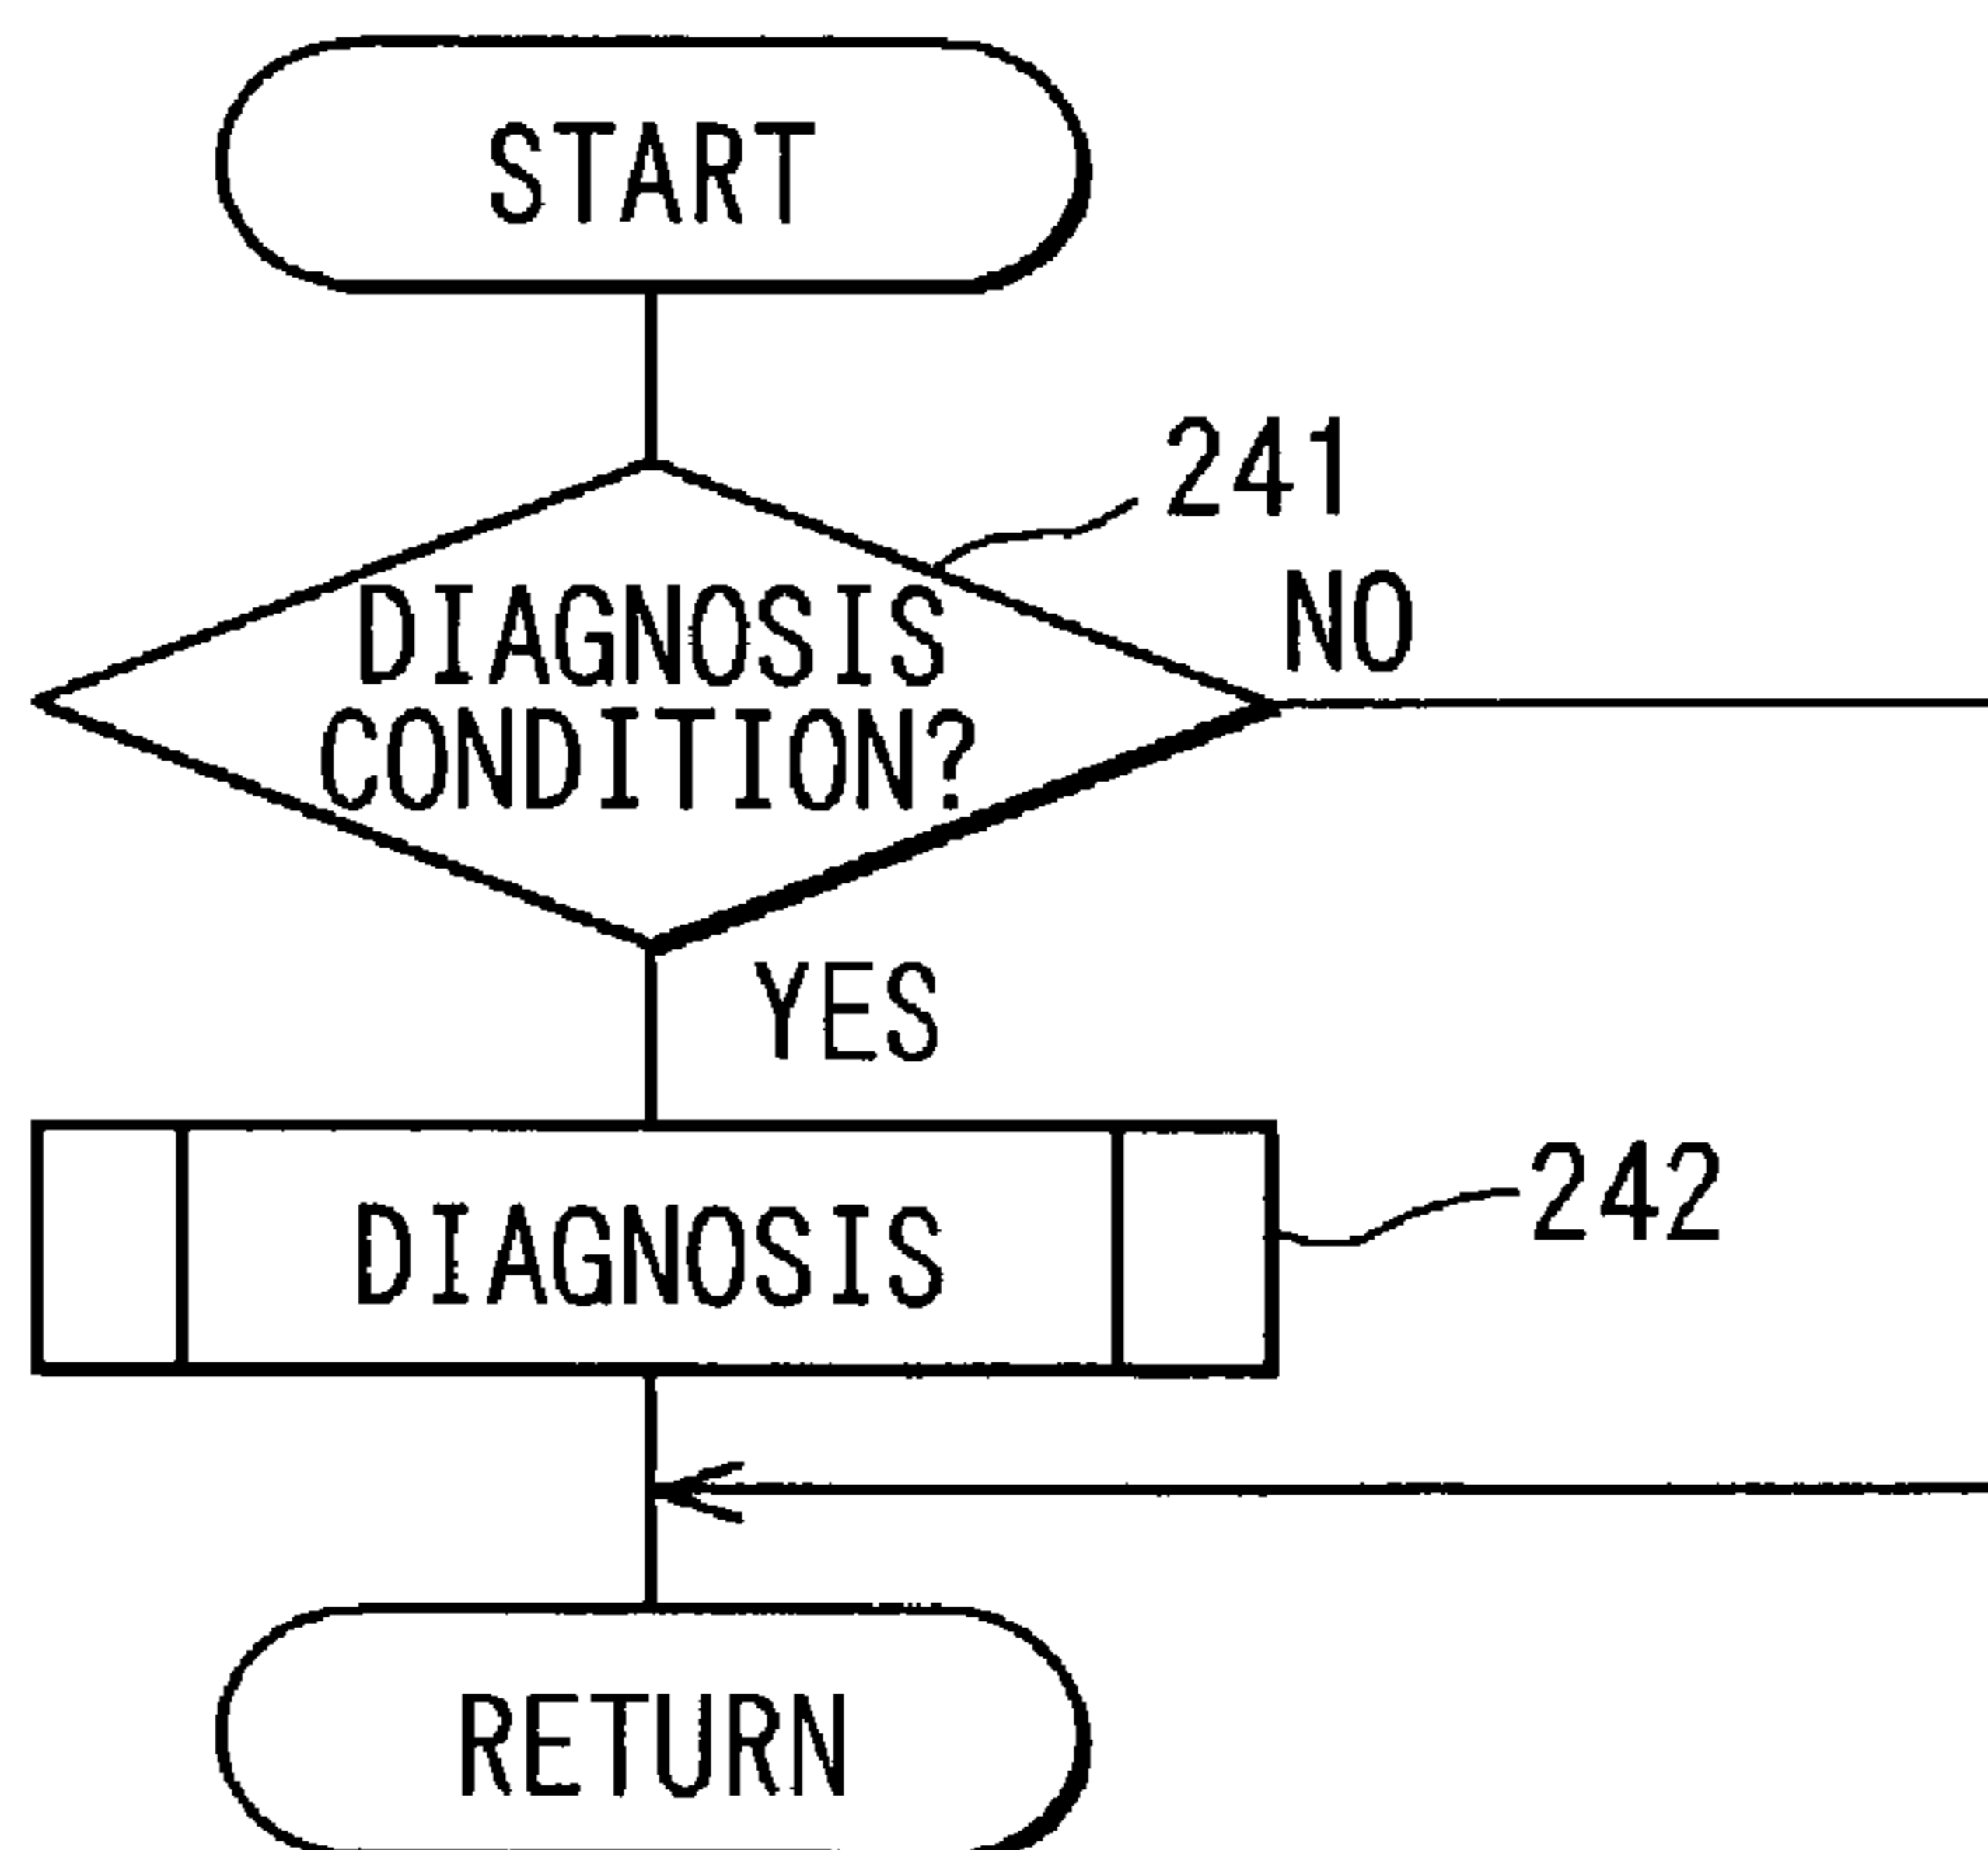 START
241
DIAGNOSIS
CONDITION?
NO
YES
DIAGNOSIS
242
RETURN